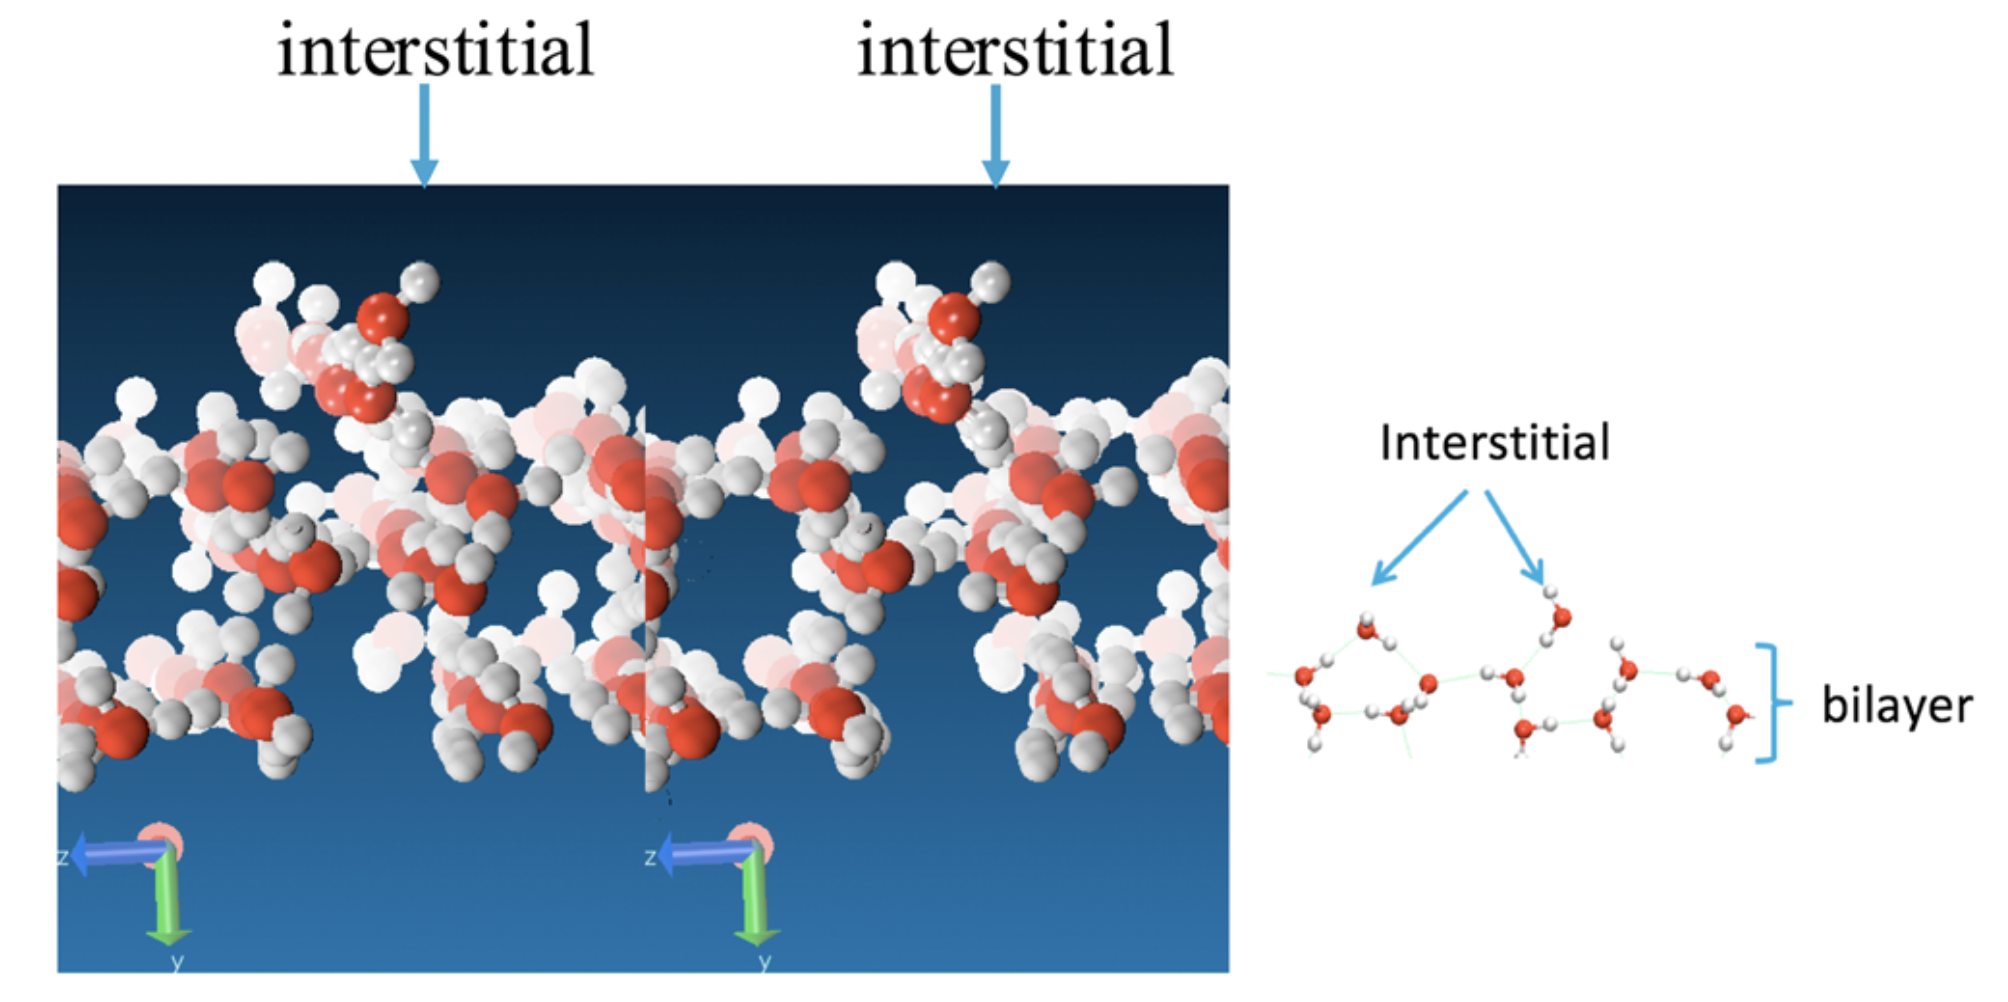 interstitial interstitial
Interstitial
bilayer
z z
y y